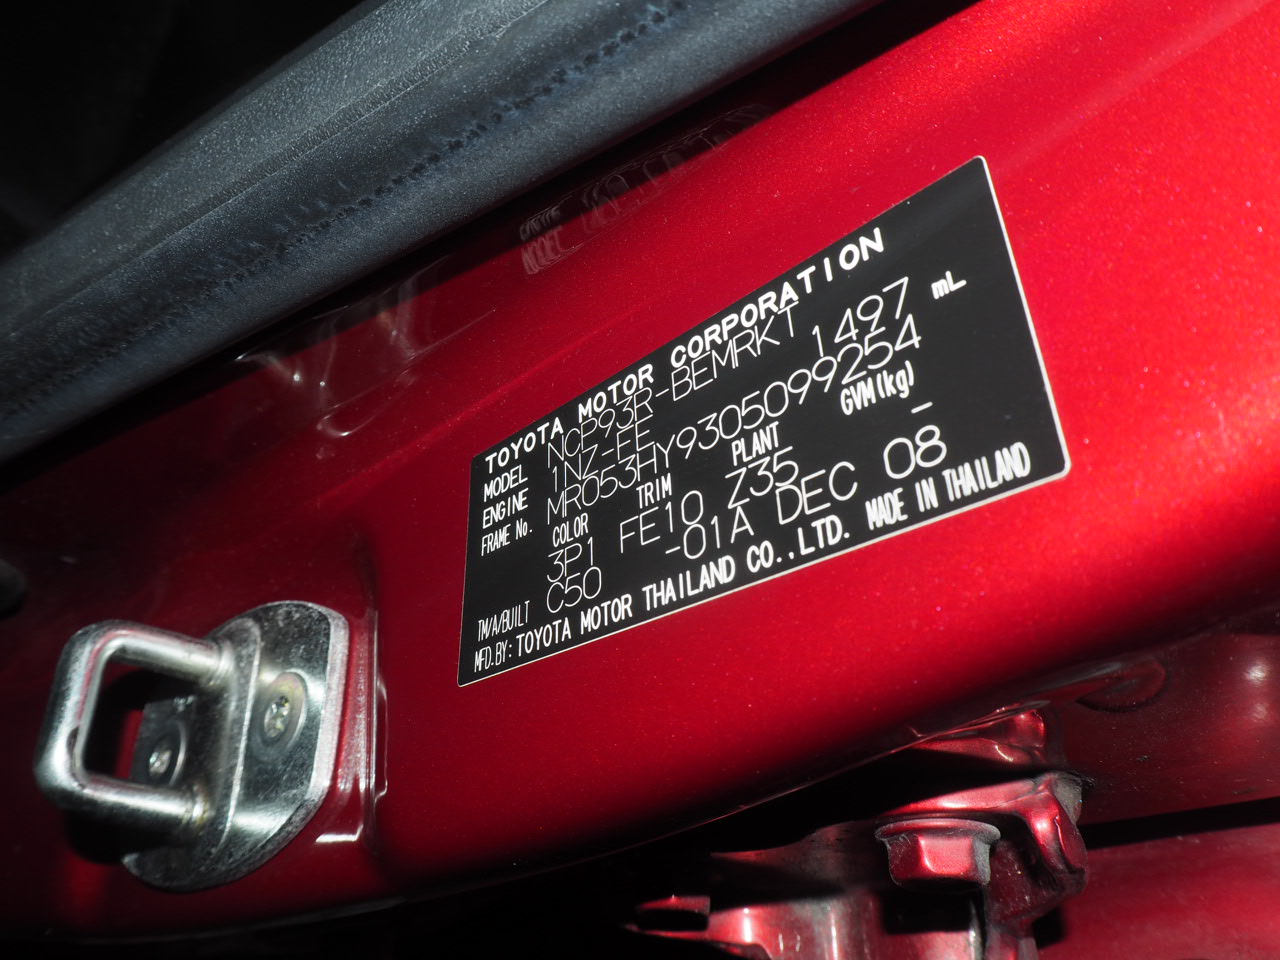 TOYOTA MOTOR CORPORATION
MODEL NCP93R-BEMRKT
ENGINE 1NZ-FE 1497 mL
FRAME No. MR053HY9305099254
COLOR TRIM PLANT GVM(kg)
3P1 FE10 Z35 –
TM/A/BUILT C50 -01A DEC 08
MFD.BY: TOYOTA MOTOR THAILAND CO.,LTD. MADE IN THAILAND